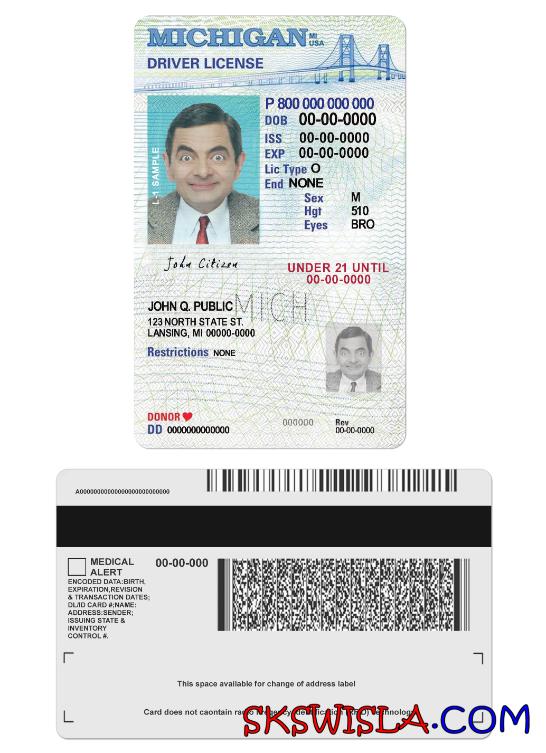 MICHIGAN MI USA
DRIVER LICENSE
P 800 000 000 000
DOB 00-00-0000
ISS 00-00-0000
EXP 00-00-0000
Lic Type O
End NONE
Sex M
Hgt 510
Eyes BRO
L-1 SAMPLE
John Citizen
UNDER 21 UNTIL
00-00-0000
JOHN Q. PUBLIC MICH
123 NORTH STATE ST.
LANSING, MI 00000-0000
Restrictions NONE
DONOR
DD 0000000000000
000000
Rev
00-00-0000
MEDICAL
ALERT
00-00-000
ENCODED DATA:BIRTH,
EXPIRATION,REVISION
& TRANSACTION DATES;
DL/ID CARD #;NAME:
ADDRESS:SENDER;
ISSUING STATE &
INVENTORY
CONTROL #.
This space available for change of address label
Card does not caontain radio frequency identification (RFID) technology
SKSWISLA.COM